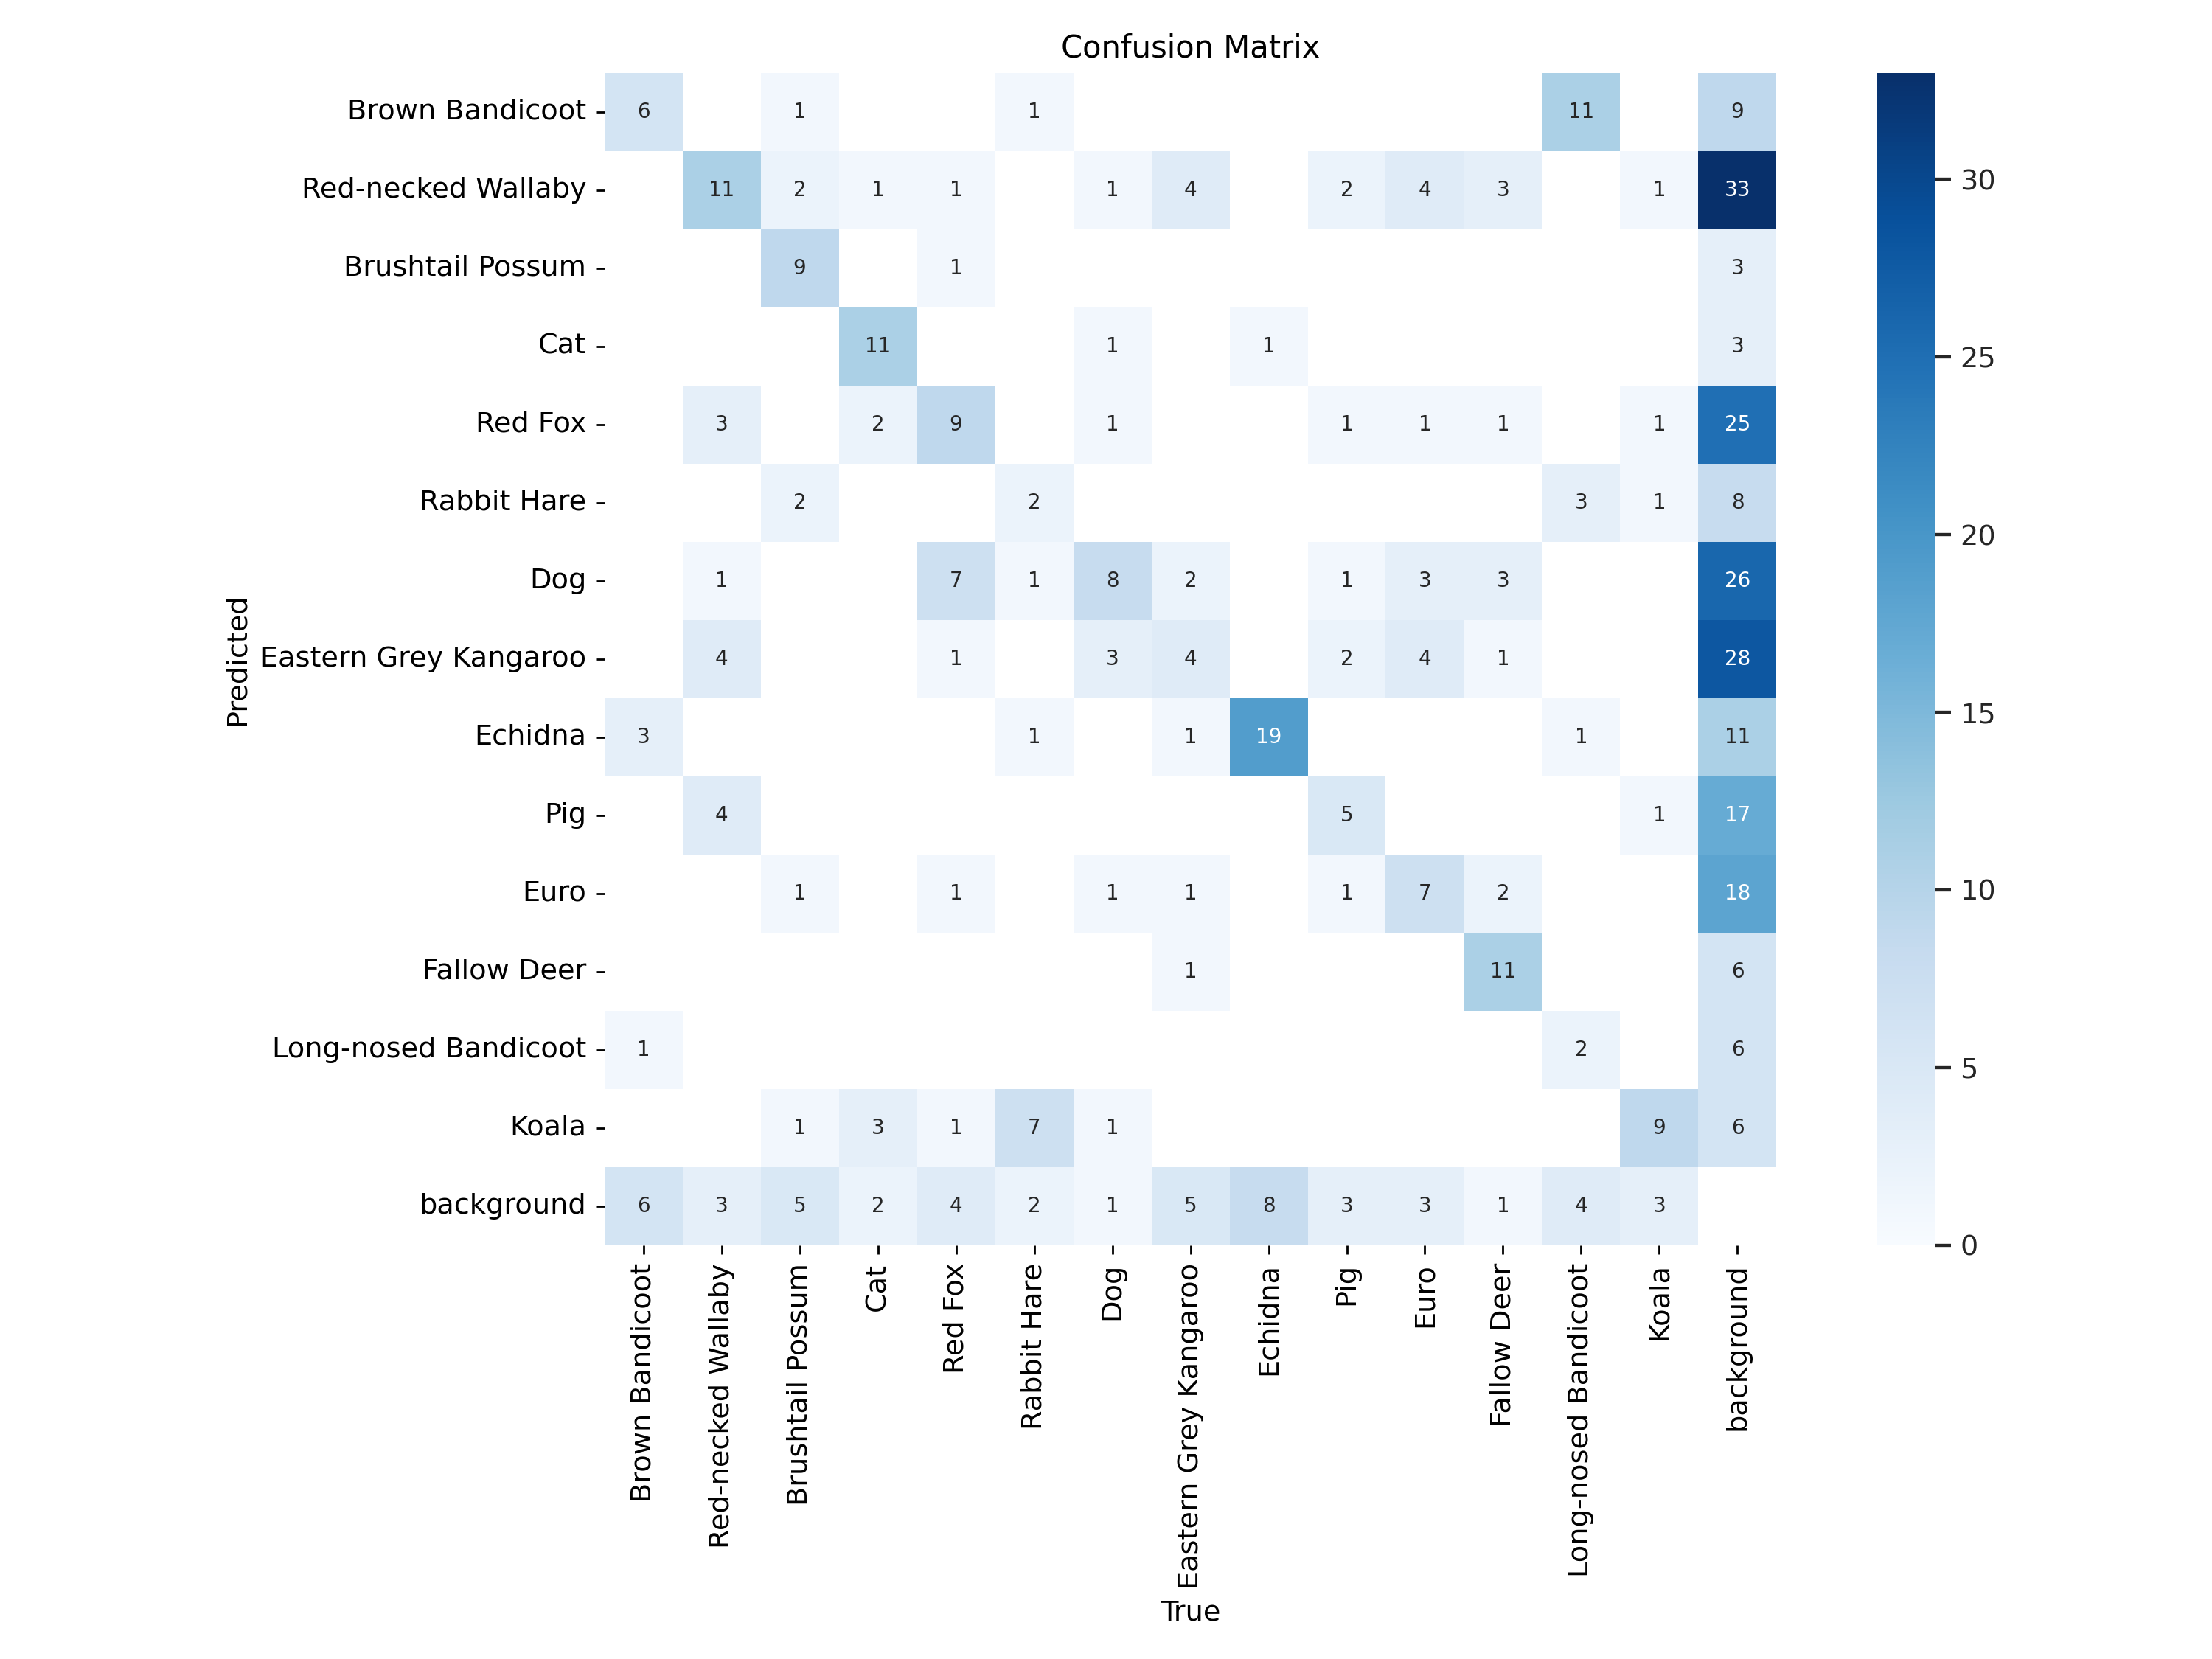 Confusion Matrix
Predicted
Brown Bandicoot 6 1 1 11 9
Red-necked Wallaby 11 2 1 1 1 4 2 4 3 1 33
Brushtail Possum 9 1 3
Cat 11 1 1 3
Red Fox 3 2 9 1 1 1 1 1 25
Rabbit Hare 2 2 3 1 8
Dog 1 7 1 8 2 1 3 3 26
Eastern Grey Kangaroo 4 1 3 4 2 4 1 28
Echidna 3 1 1 19 1 11
Pig 4 5 1 17
Euro 1 1 1 1 1 7 2 18
Fallow Deer 1 11 6
Long-nosed Bandicoot 1 2 6
Koala 1 3 1 7 1 9 6
background 6 3 5 2 4 2 1 5 8 3 3 1 4 3
Brown Bandicoot
Red-necked Wallaby
Brushtail Possum
Cat
Red Fox
Rabbit Hare
Dog
Eastern Grey Kangaroo
Echidna
Pig
Euro
Fallow Deer
Long-nosed Bandicoot
Koala
background
True
30
25
20
15
10
5
0